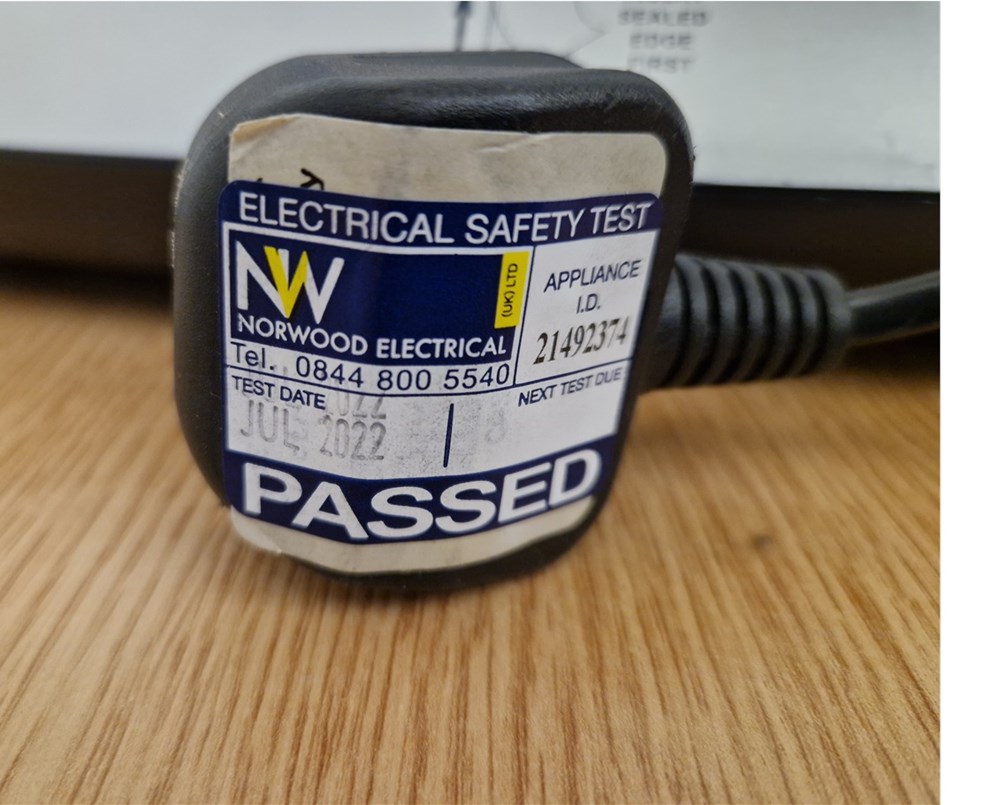 SEALED
EDGE
FIRST
y
ELECTRICAL SAFETY TEST
NW
(UK) LTD
NORWOOD ELECTRICAL
Tel. 0844 800 5540
APPLIANCE
I.D.
21492374
TEST DATE
2022
JUL 2022
NEXT TEST DUE
PASSED